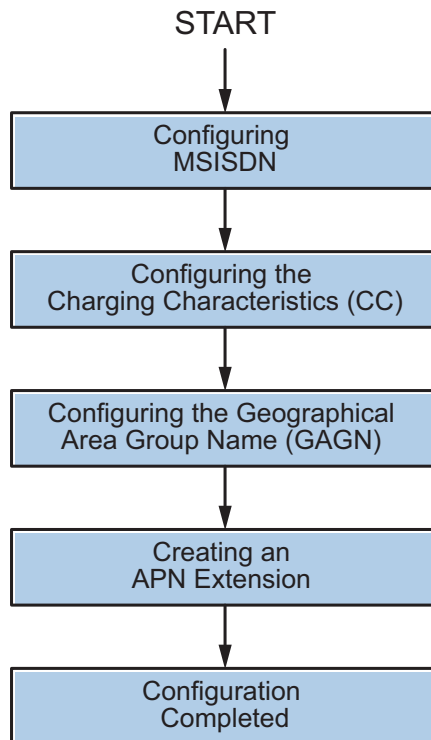 START
Configuring
MSISDN
Configuring the
Charging Characteristics (CC)
Configuring the Geographical
Area Group Name (GAGN)
Creating an
APN Extension
Configuration
Completed